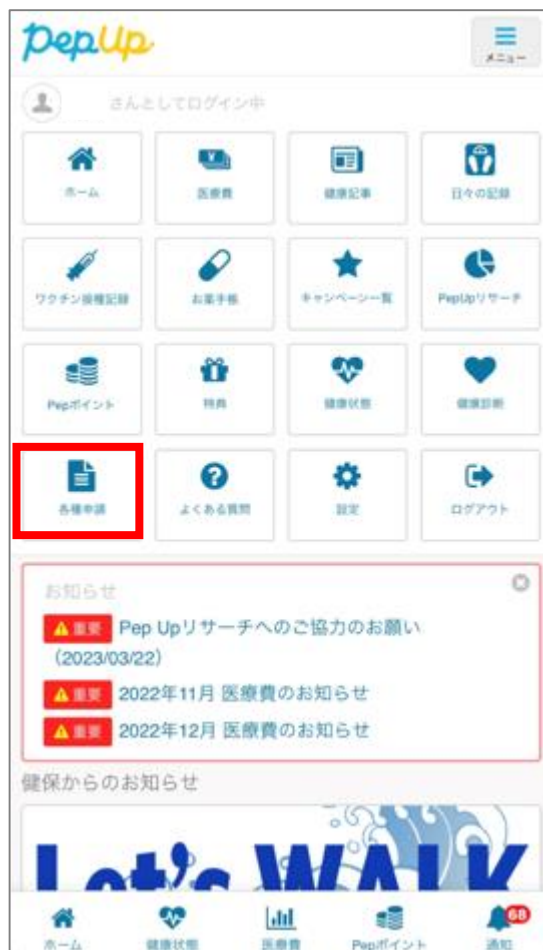 PepUp
メニュー
さんとしてログイン中
ホーム
医療費
健康記事
日々の記録
ワクチン接種記録
お薬手帳
キャンペーン一覧
PepUpリサーチ
Pepポイント
特典
健康状態
健康診断
各種申請
よくある質問
設定
ログアウト
お知らせ
重要 Pep Upリサーチへのご協力のお願い
(2023/03/22)
重要 2022年11月 医療費のお知らせ
重要 2022年12月 医療費のお知らせ
健保からのお知らせ
Let's WALK
ホーム
健康状態
医療費
Pepポイント
通知
68